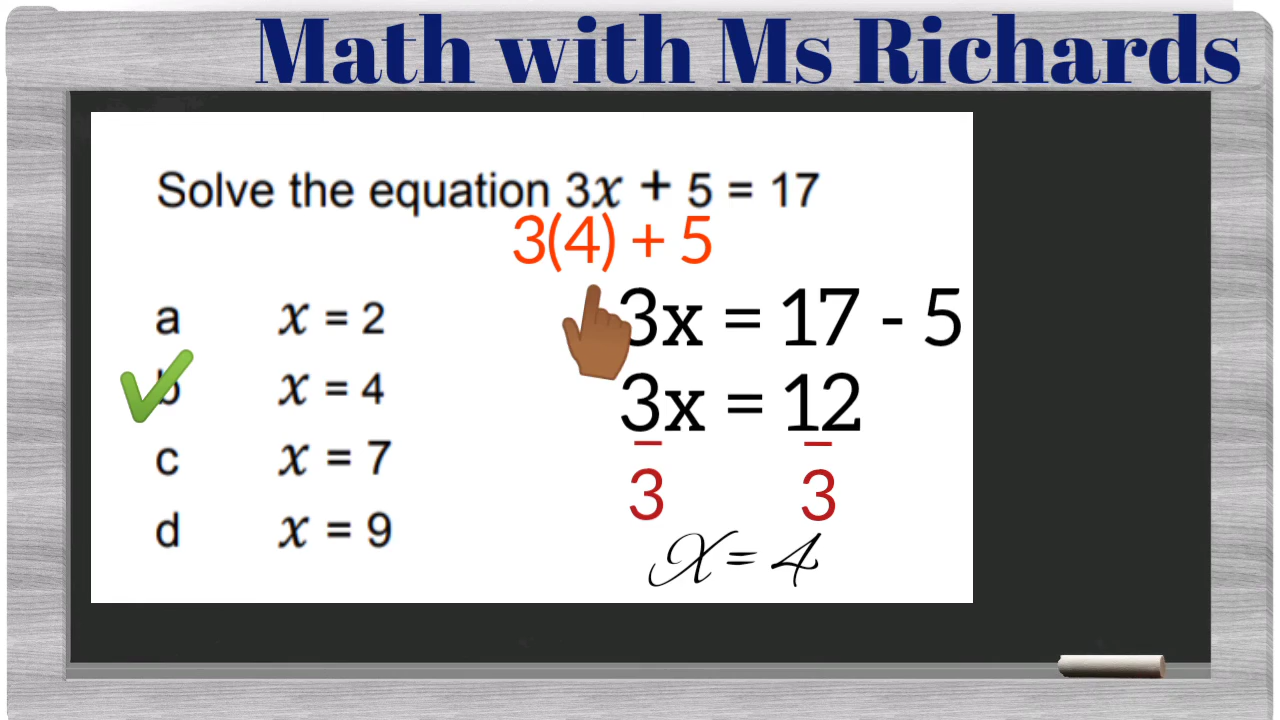 Math with Ms Richards
Solve the equation 3x + 5 = 17
3(4) + 5
a x = 2
b x = 4
c x = 7
d x = 9
3x = 17 - 5
3x = 12
3 3
x = 4